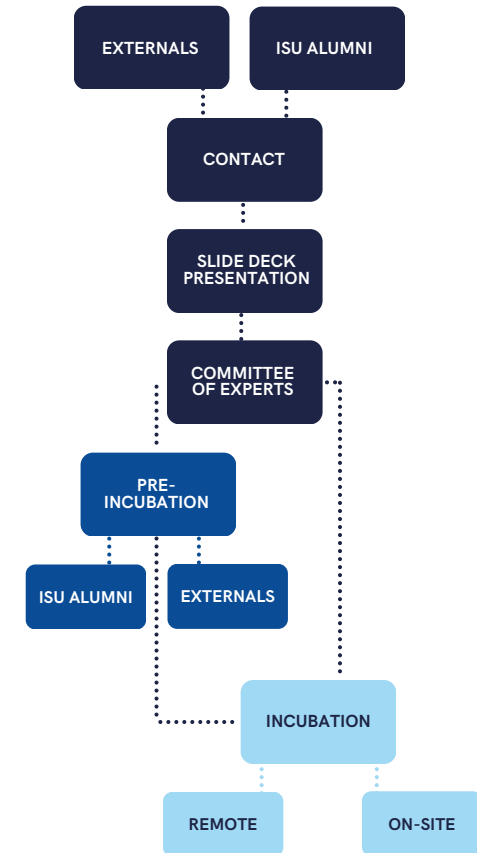 EXTERNALS
ISU ALUMNI
CONTACT
SLIDE DECK
PRESENTATION
COMMITTEE
OF EXPERTS
PRE-
INCUBATION
ISU ALUMNI
EXTERNALS
INCUBATION
REMOTE
ON-SITE